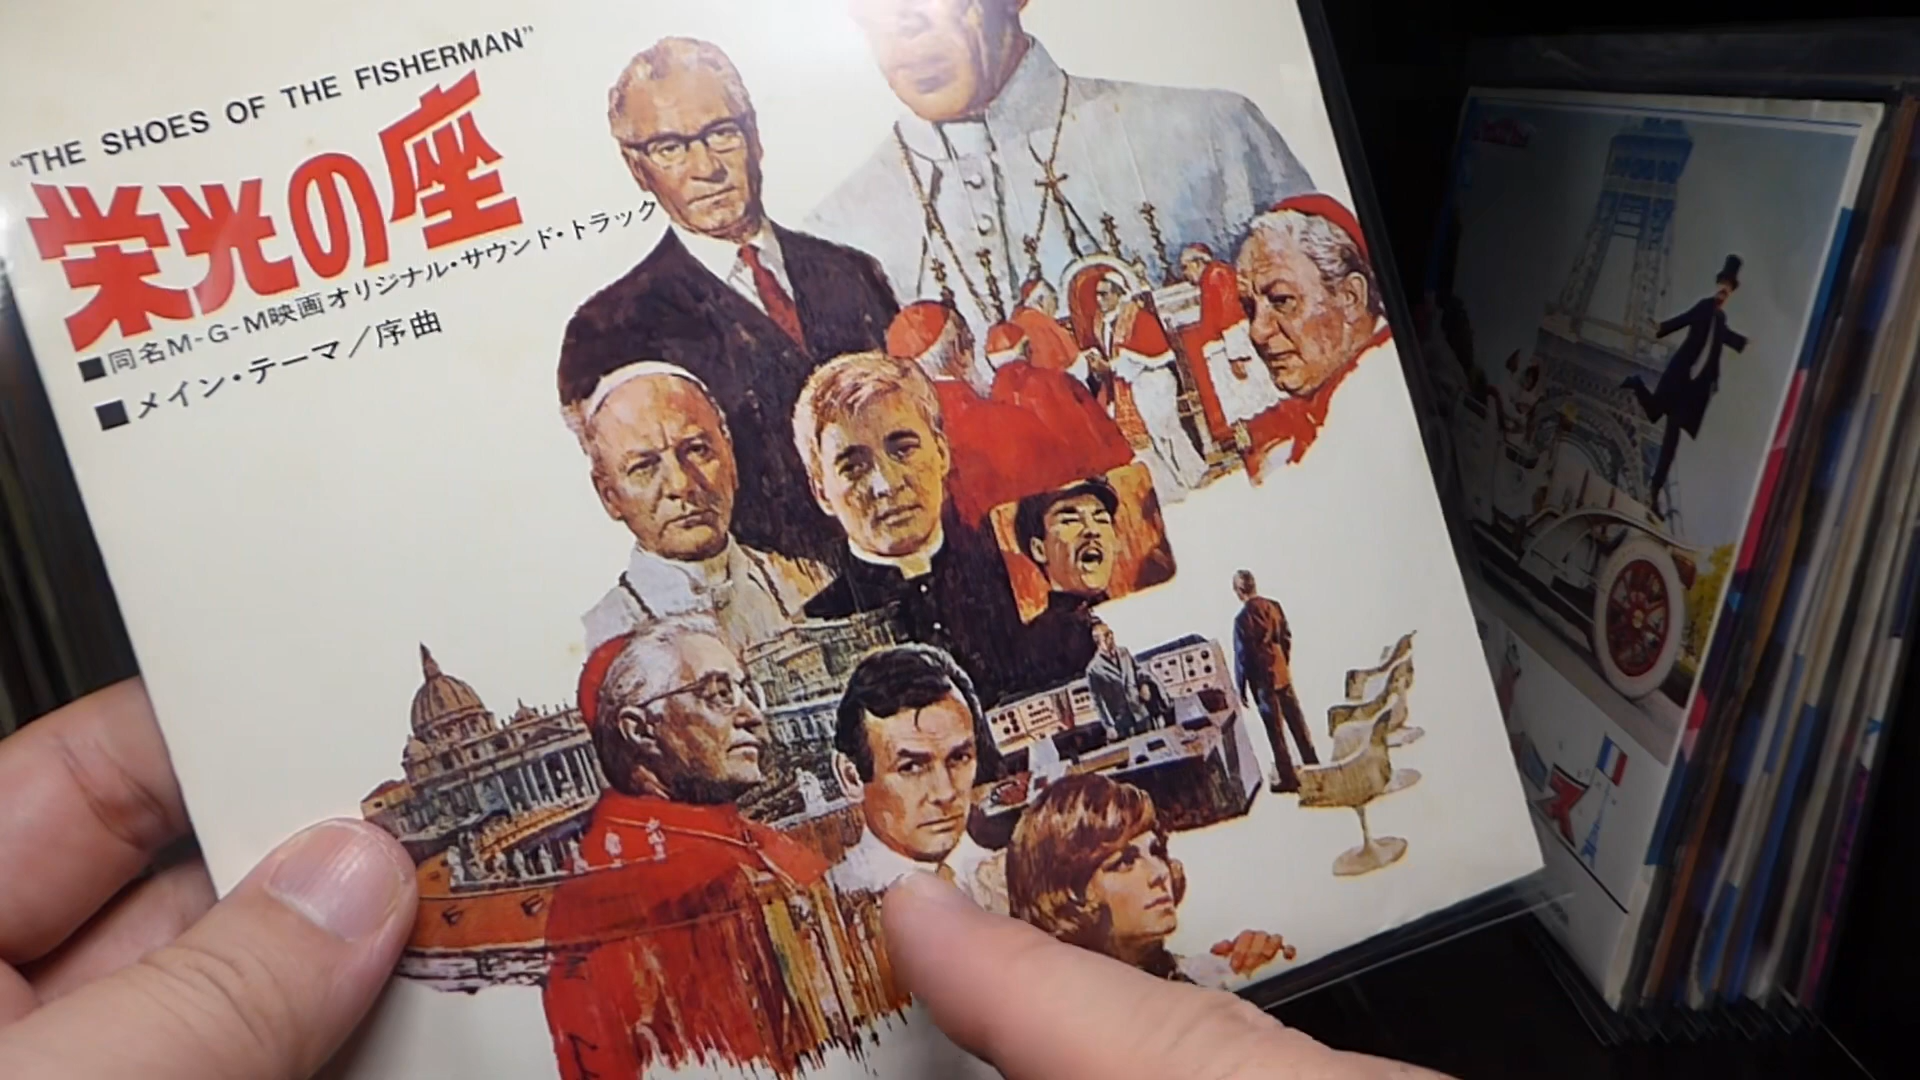 “THE SHOES OF THE FISHERMAN”
栄光の座
■同名M-G-M映画オリジナル・サウンド・トラック
■メイン・テーマ／序曲